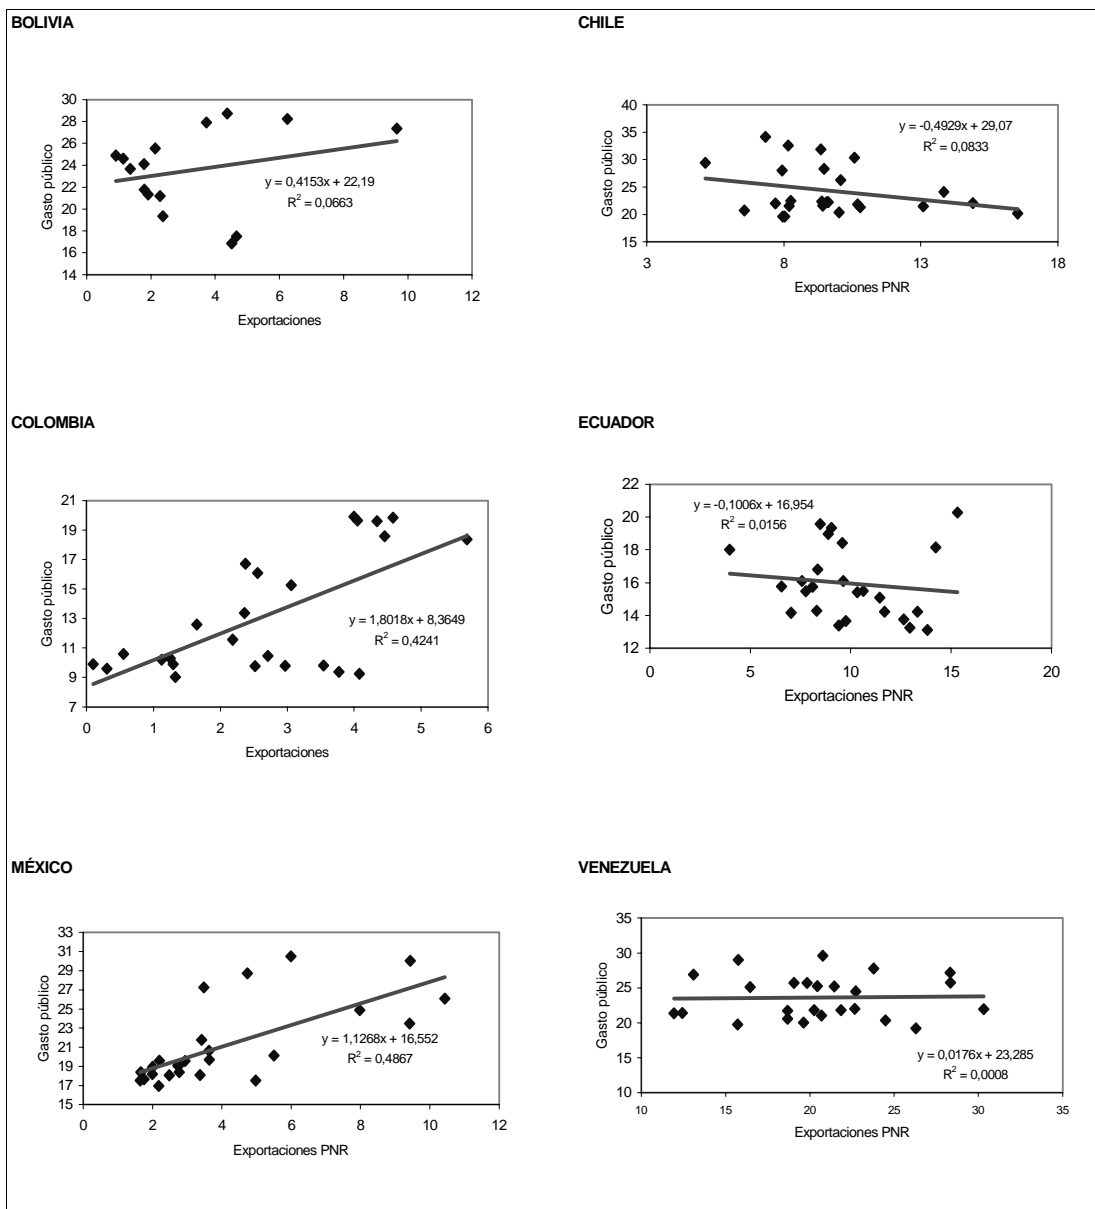 BOLIVIA
30
28
26
24
22
20
18
16
14
Gasto público
y = 0,4153x + 22,19
R² = 0,0663
0 2 4 6 8 10 12
Exportaciones
CHILE
40
35
30
25
20
15
Gasto público
y = -0,4929x + 29,07
R² = 0,0833
3 8 13 18
Exportaciones PNR
COLOMBIA
21
19
17
15
13
11
9
7
Gasto público
y = 1,8018x + 8,3649
R² = 0,4241
0 1 2 3 4 5 6
Exportaciones
ECUADOR
22
20
18
16
14
12
Gasto público
y = -0,1006x + 16,954
R² = 0,0156
0 5 10 15 20
Exportaciones PNR
MÉXICO
33
31
29
27
25
23
21
19
17
15
Gasto público
y = 1,1268x + 16,552
R² = 0,4867
0 2 4 6 8 10 12
Exportaciones PNR
VENEZUELA
35
30
25
20
15
10
Gasto público
y = 0,0176x + 23,285
R² = 0,0008
10 15 20 25 30 35
Exportaciones PNR